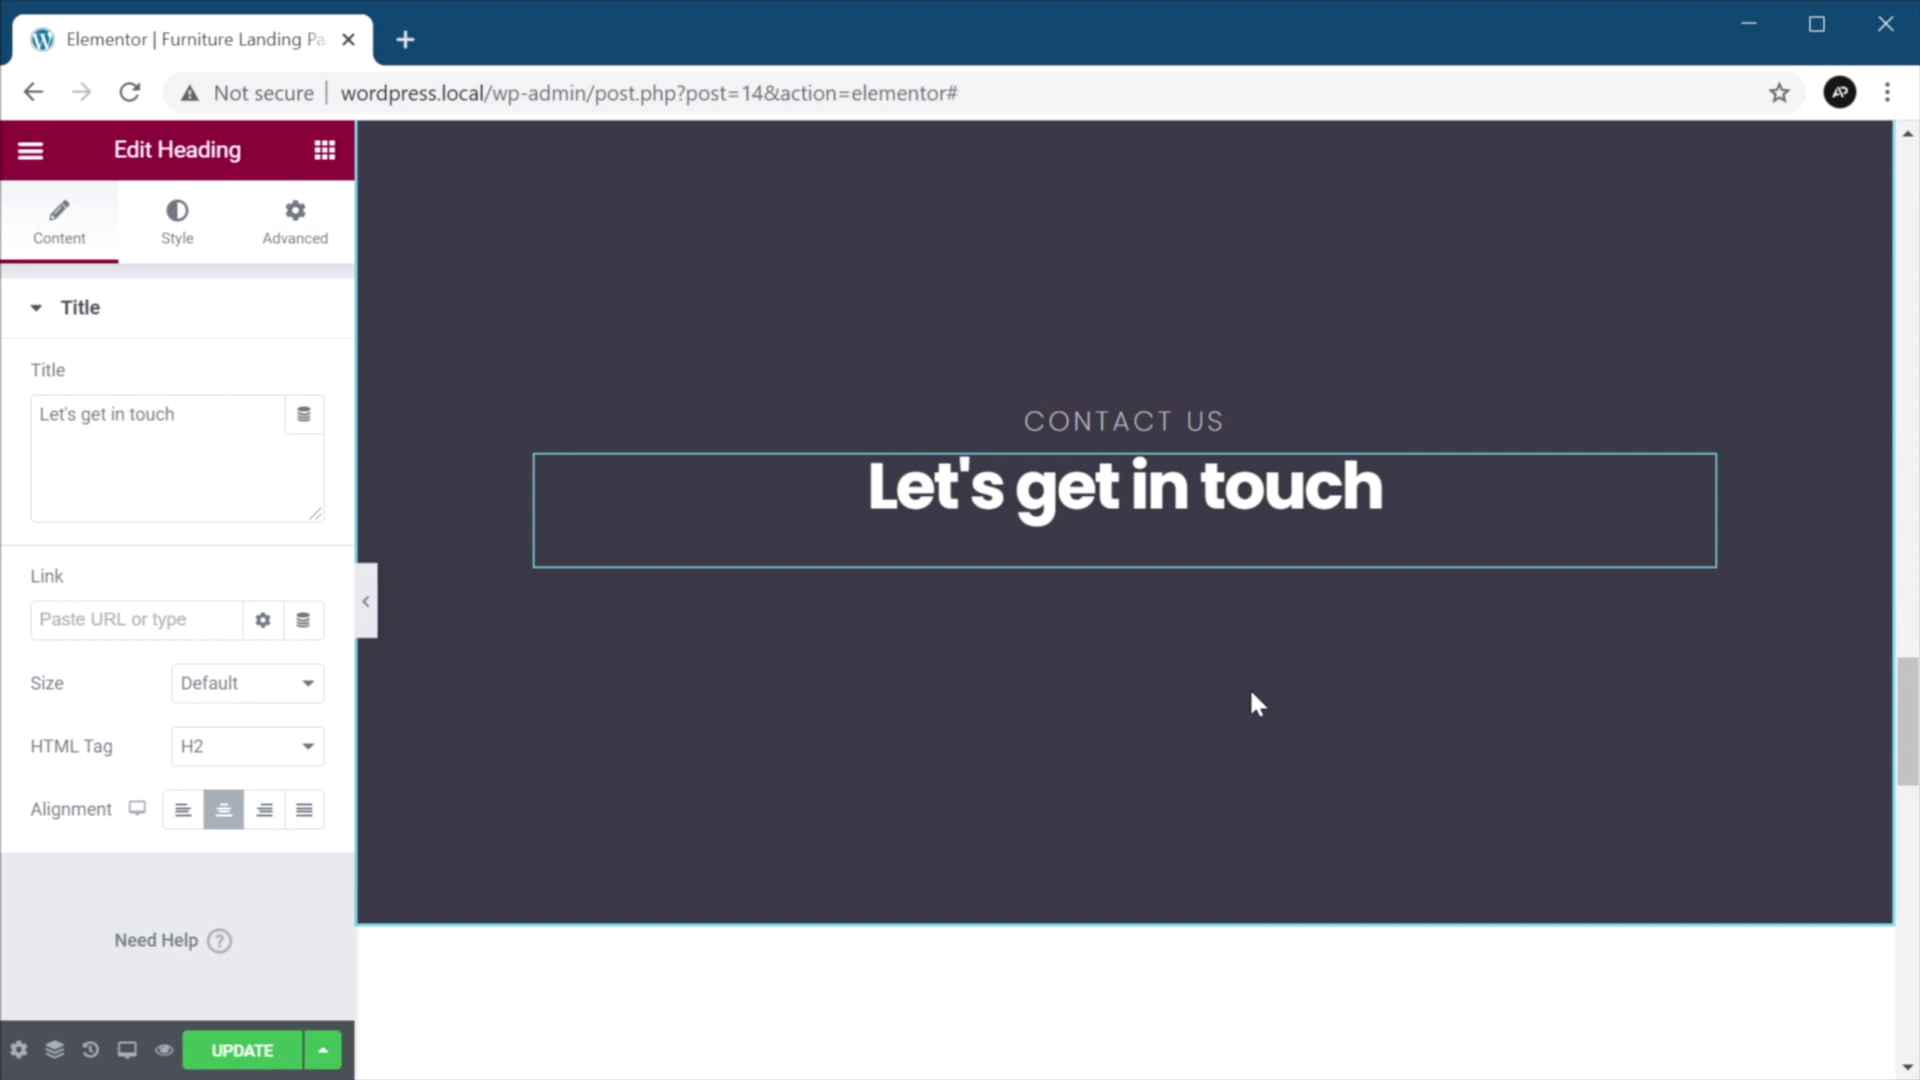 Elementor | Furniture Landing Pa
Not secure | wordpress.local/wp-admin/post.php?post=14&action=elementor#
AP
Edit Heading
Content
Style
Advanced
Title
Title
Let's get in touch
Link
Paste URL or type
Size
Default
HTML Tag
H2
Alignment
Need Help ?
UPDATE
CONTACT US
Let's get in touch